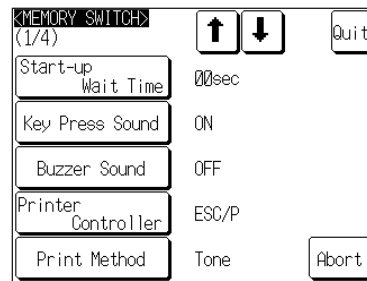 <MEMORY SWITCH>
(1/4)
Quit
Start-up
Wait Time
00sec
Key Press Sound
ON
Buzzer Sound
OFF
Printer
Controller
ESC/P
Print Method
Tone
Abort